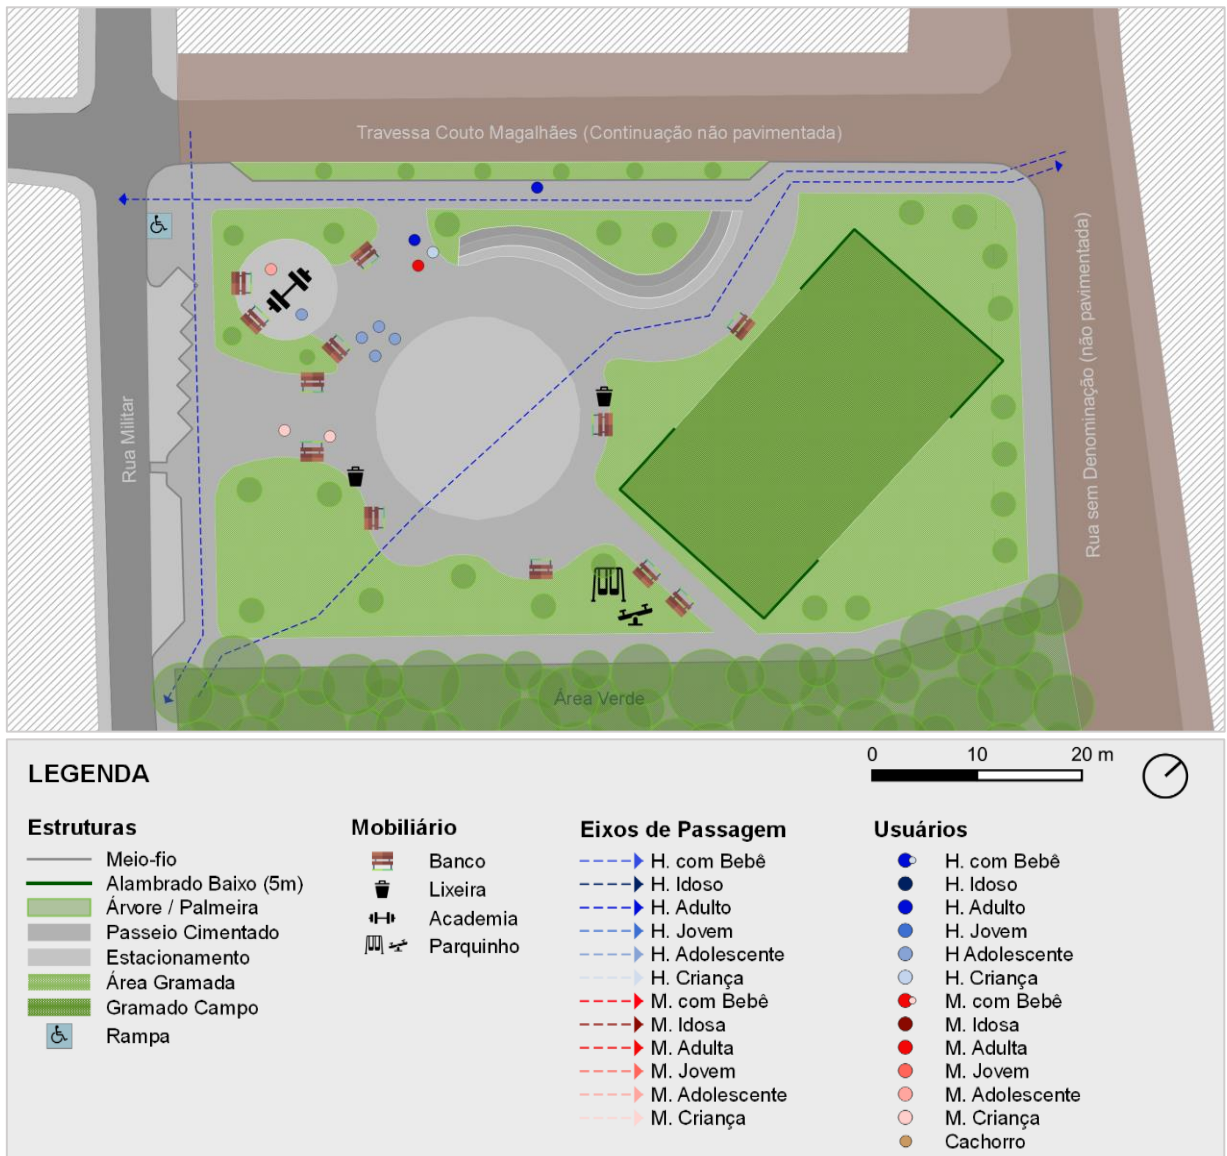 Travessa Couto Magalhães (Continuação não pavimentada)
Rua Militar
Rua sem Denominação (não pavimentada)
Área Verde
LEGENDA
0 10 20 m
Estruturas
Meio-fio
Alambrado Baixo (5m)
Árvore / Palmeira
Passeio Cimentado
Estacionamento
Área Gramada
Gramado Campo
Rampa
Mobiliário
Banco
Lixeira
Academia
Parquinho
Eixos de Passagem
H. com Bebê
H. Idoso
H. Adulto
H. Jovem
H. Adolescente
H. Criança
M. com Bebê
M. Idosa
M. Adulta
M. Jovem
M. Adolescente
M. Criança
Usuários
H. com Bebê
H. Idoso
H. Adulto
H. Jovem
H Adolescente
H. Criança
M. com Bebê
M. Idosa
M. Adulta
M. Jovem
M. Adolescente
M. Criança
Cachorro